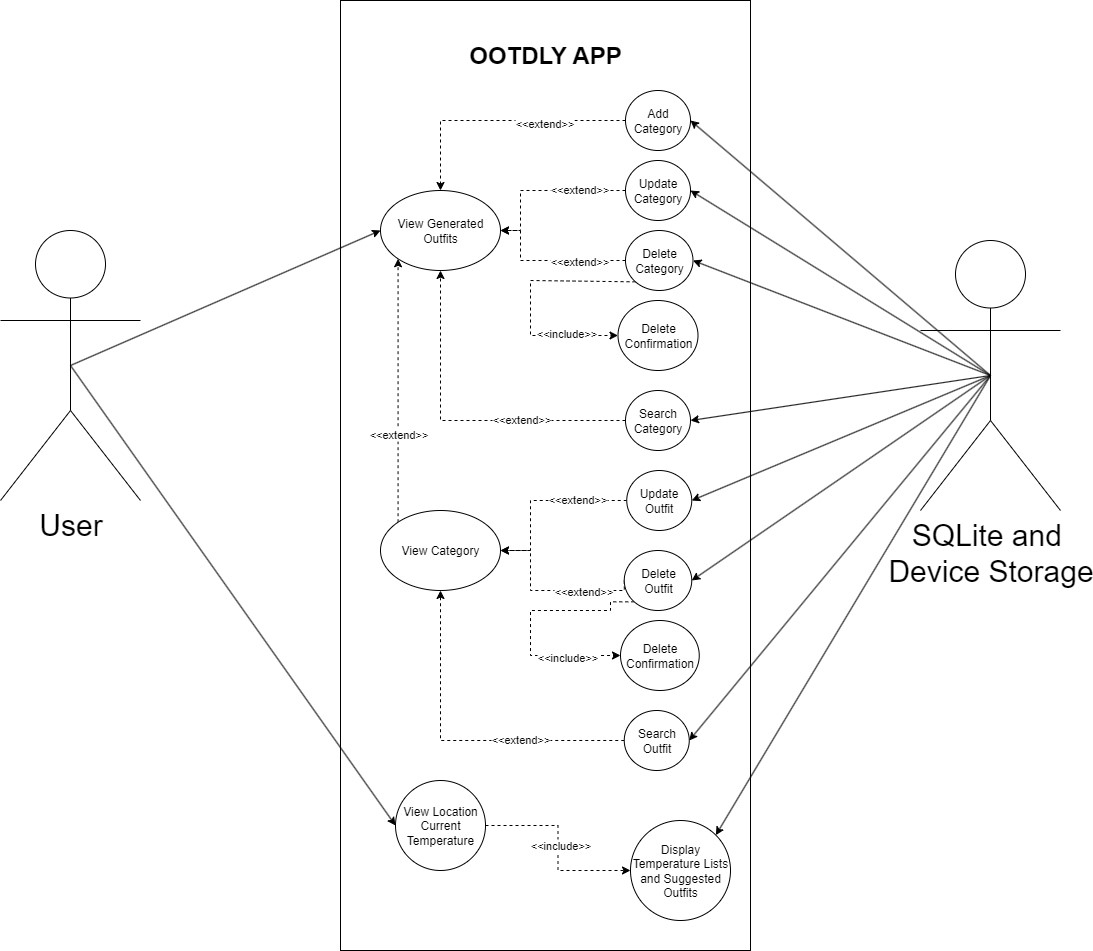 OOTDLY APP
Add
Category
<<extend>>
Update
Category
<<extend>>
View Generated
Outfits
Delete
Category
<<extend>>
Delete
Confirmation
<<include>>
Search
Category
<<extend>>
<<extend>>
Update
Outfit
<<extend>>
View Category
Delete
Outfit
<<extend>>
Delete
Confirmation
<<include>>
Search
Outfit
<<extend>>
View Location
Current
Temperature
<<include>>
Display
Temperature Lists
and Suggested
Outfits
User
SQLite and
Device Storage